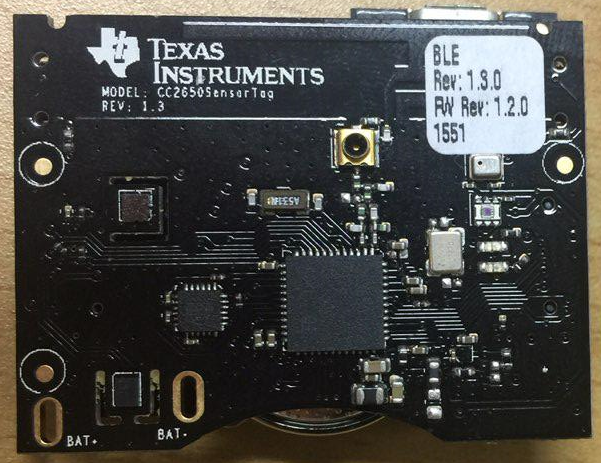 TEXAS
INSTRUMENTS
MODEL: CC2650SensorTag
REV: 1.3
BLE
Rev: 1.3.0
FW Rev: 1.2.0
1551
BAT+
BAT-